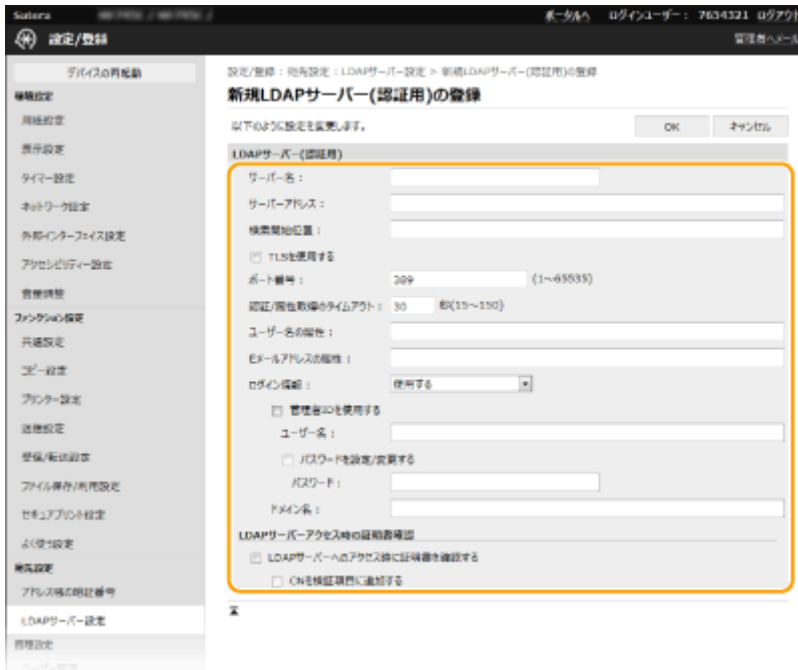 Satera
ポータルへ ログインユーザー： 7654321 ログアウト
設定/登録
管理者へメール
デバイスの再起動
環境設定
用紙設定
表示設定
タイマー設定
ネットワーク設定
外部インターフェイス設定
アクセシビリティー設定
音量調整
ファンクション設定
共通設定
コピー設定
プリンター設定
送信設定
受信/転送設定
ファイル保存/利用設定
セキュアプリント設定
よく使う設定
宛先設定
アドレス帳の暗証番号
LDAPサーバー設定
管理設定
設定/登録：宛先設定：LDAPサーバー設定 > 新規LDAPサーバー(認証用)の登録
新規LDAPサーバー(認証用)の登録
以下のように設定を変更します。
OK キャンセル
LDAPサーバー(認証用)
サーバー名：
サーバーアドレス：
検索開始位置：
TLSを使用する
ポート番号： 389 (1～65535)
認証/属性取得のタイムアウト： 30 秒(15～150)
ユーザー名の属性：
Eメールアドレスの属性：
ログイン情報： 使用する
管理者IDを使用する
ユーザー名：
パスワードを設定/変更する
パスワード：
ドメイン名：
LDAPサーバーアクセス時の証明書確認
LDAPサーバーへのアクセス時に証明書を確認する
CNを検証項目に追加する